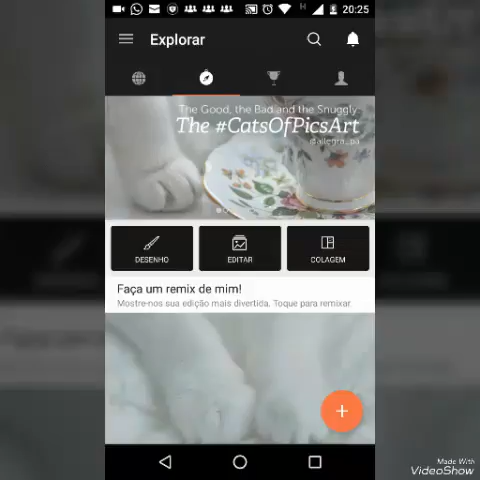 20:25
Explorar
The Good, the Bad and the Snuggly.
The #CatsOfPicsArt
DESENHO
EDITAR
COLAGEM
Faça um remix de mim!
Mostre-nos sua edição mais divertida. Toque para remixar
Made With
VideoShow